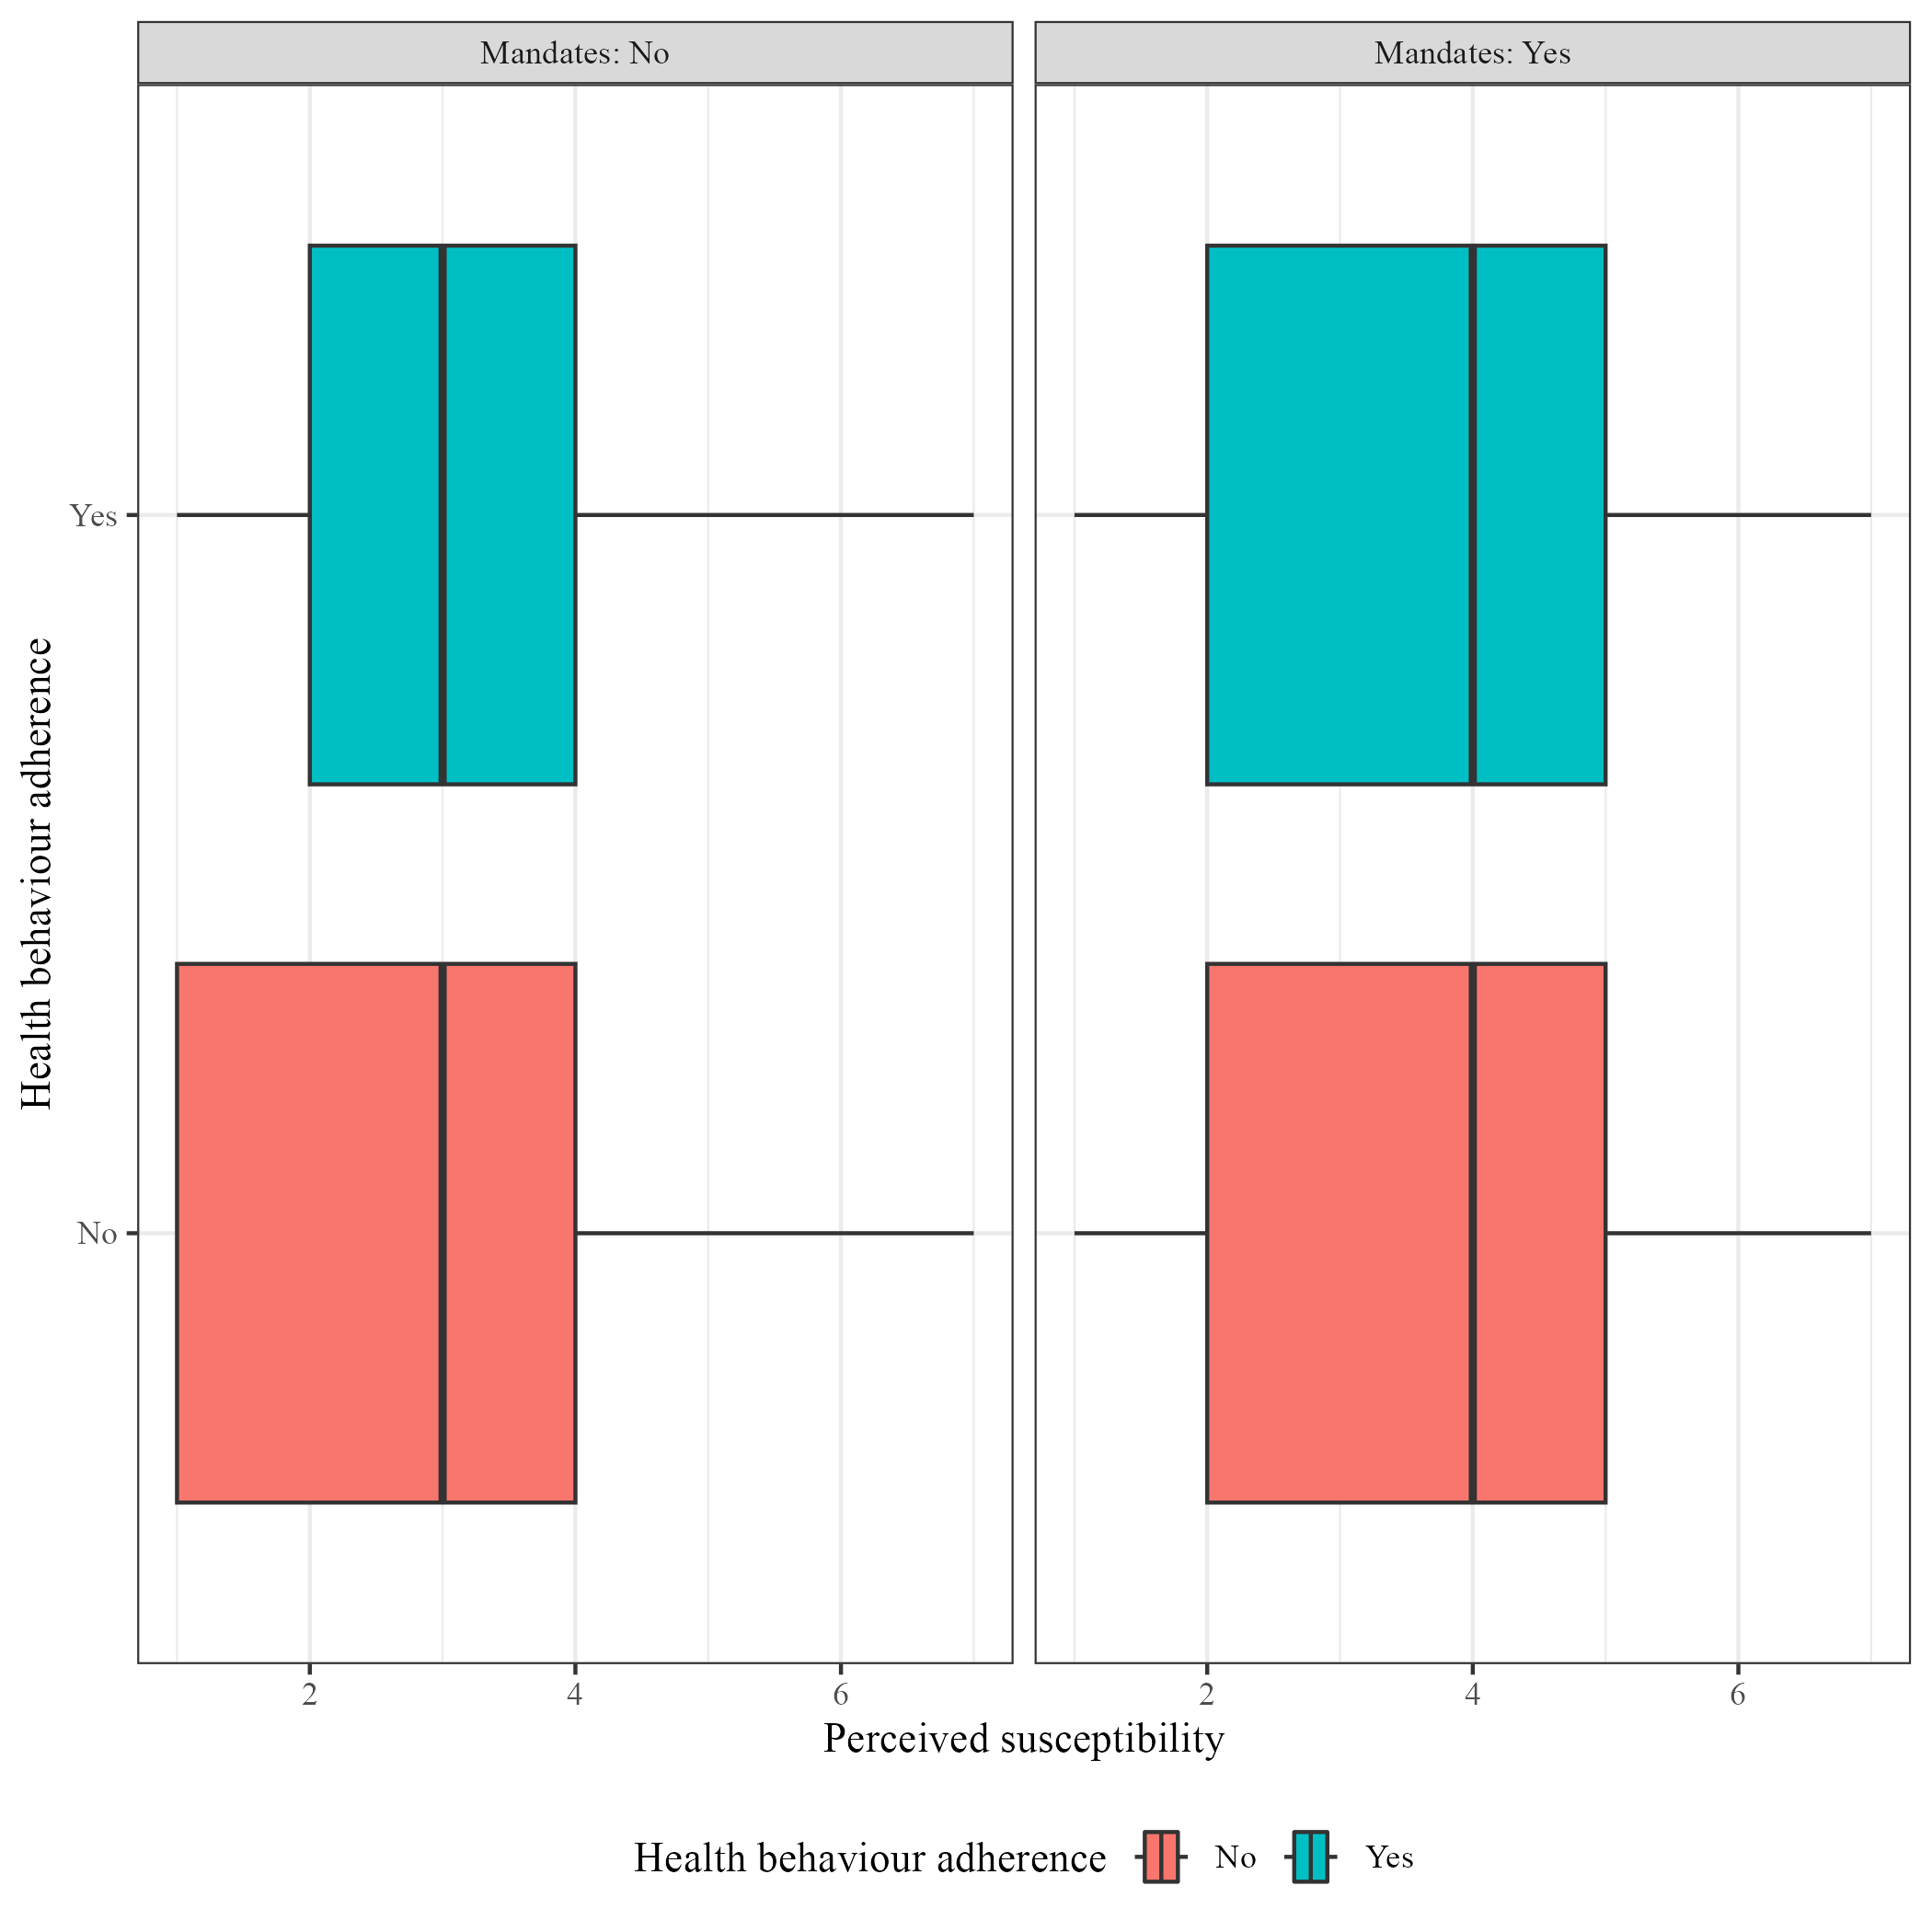 Mandates: No
Mandates: Yes
Health behaviour adherence
Yes
No
2
4
6
2
4
6
Perceived susceptibility
Health behaviour adherence
No
Yes